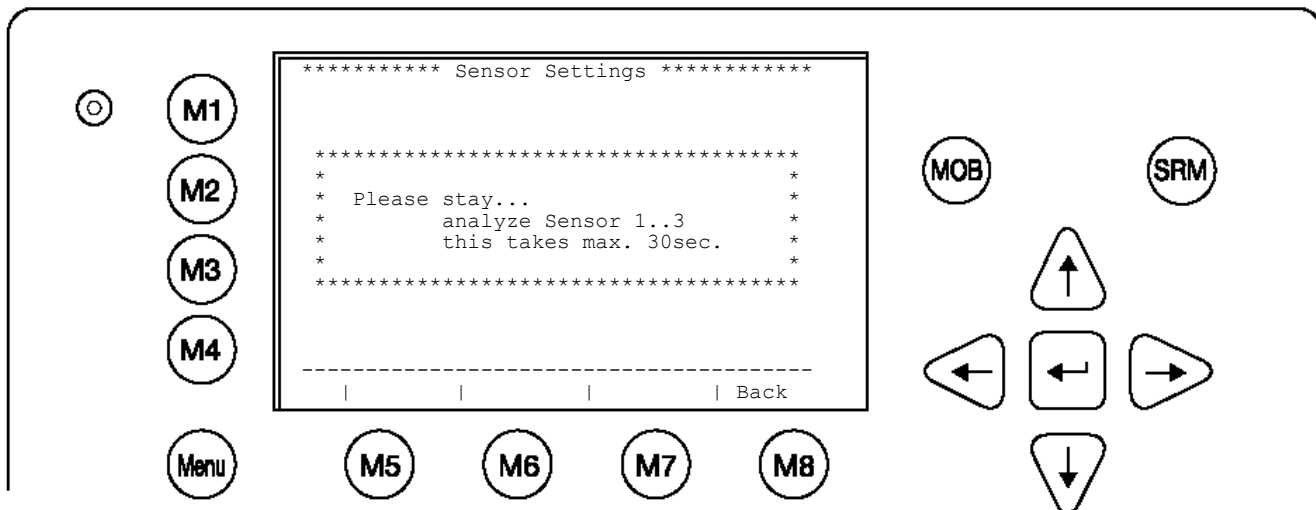 *********** Sensor Settings ************
M1
**************************************
* *
* Please stay... *
* analyze Sensor 1..3 *
* this takes max. 30sec. *
* *
**************************************
M2
M3
M4
MOB
SRM
----------------------------------------
| | | | Back
Menu
M5
M6
M7
M8